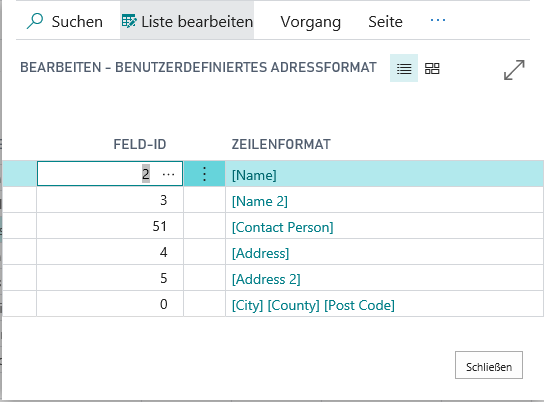 Suchen Liste bearbeiten Vorgang Seite ···
BEARBEITEN - BENUTZERDEFINIERTES ADRESSFORMAT
FELD-ID ZEILENFORMAT
2 ··· [Name]
3 [Name 2]
51 [Contact Person]
4 [Address]
5 [Address 2]
0 [City] [County] [Post Code]
Schließen